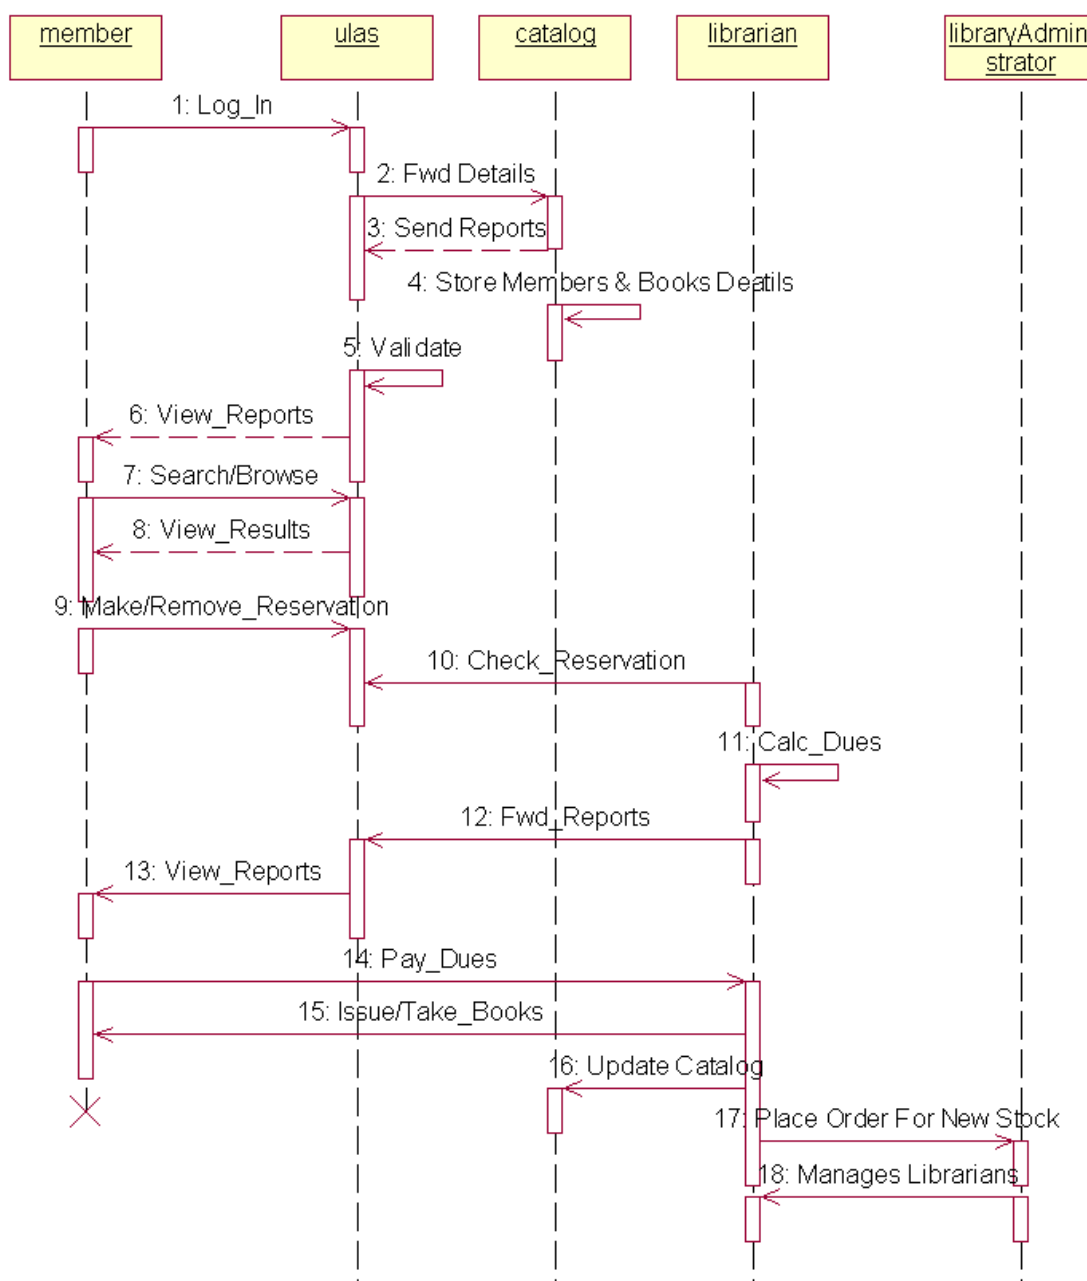 member
ulas
catalog
librarian
libraryAdmin
strator
1: Log_In
2: Fwd Details
3: Send Reports
4: Store Members & Books Deatils
5: Validate
6: View_Reports
7: Search/Browse
8: View_Results
9: Make/Remove_Reservation
10: Check_Reservation
11: Calc_Dues
12: Fwd_Reports
13: View_Reports
14: Pay_Dues
15: Issue/Take_Books
16: Update Catalog
17: Place Order For New Stock
18: Manages Librarians